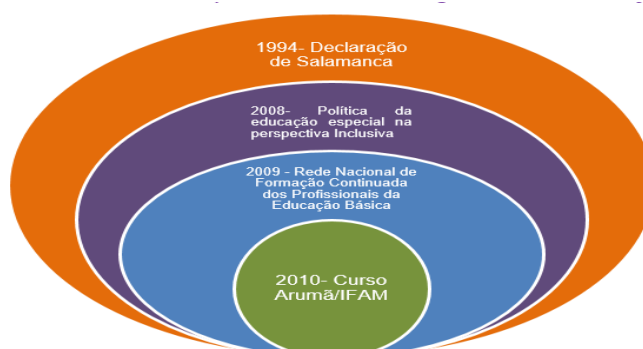 1994- Declaração
de Salamanca
2008- Política da
educação especial na
perspectiva Inclusiva
2009 - Rede Nacional de
Formação Continuada
dos Profissionais da
Educação Básica
2010- Curso
Arumã/IFAM